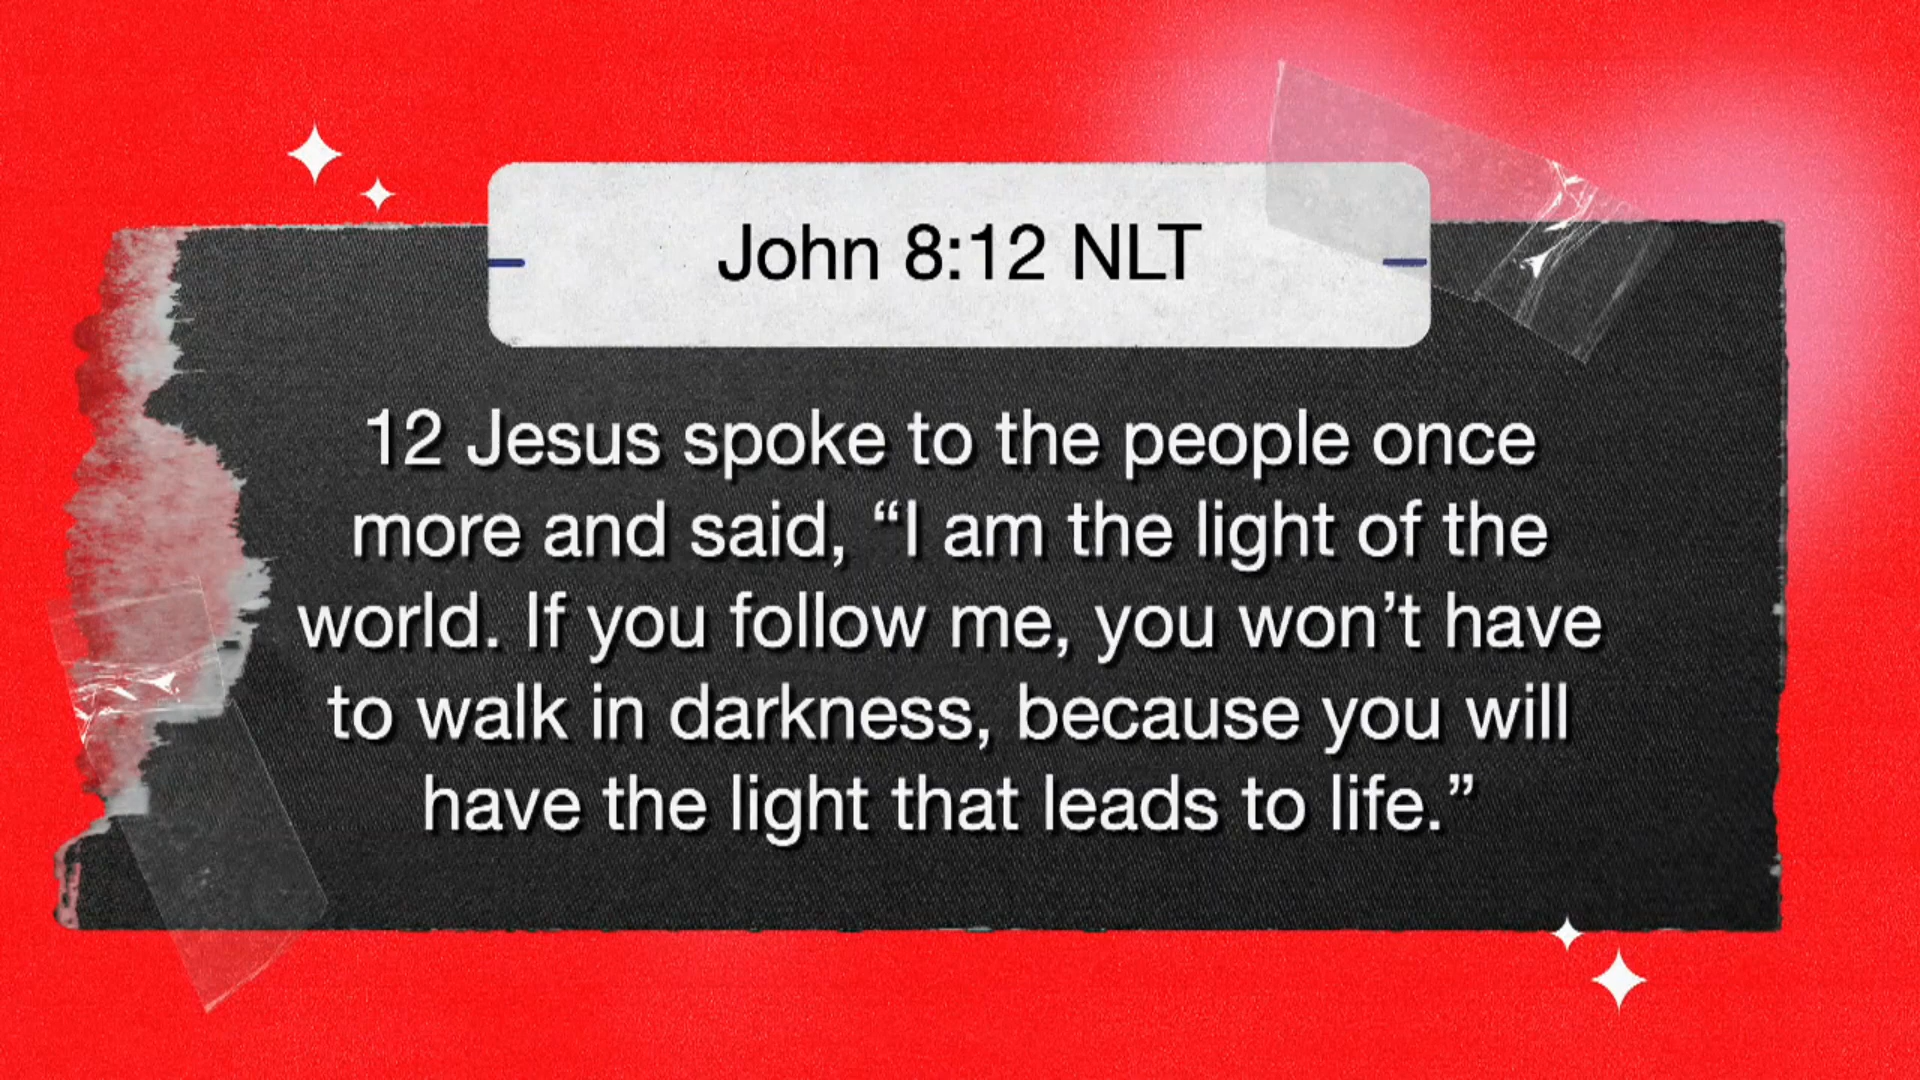 John 8:12 NLT
12 Jesus spoke to the people once
more and said, “I am the light of the
world. If you follow me, you won’t have
to walk in darkness, because you will
have the light that leads to life.”